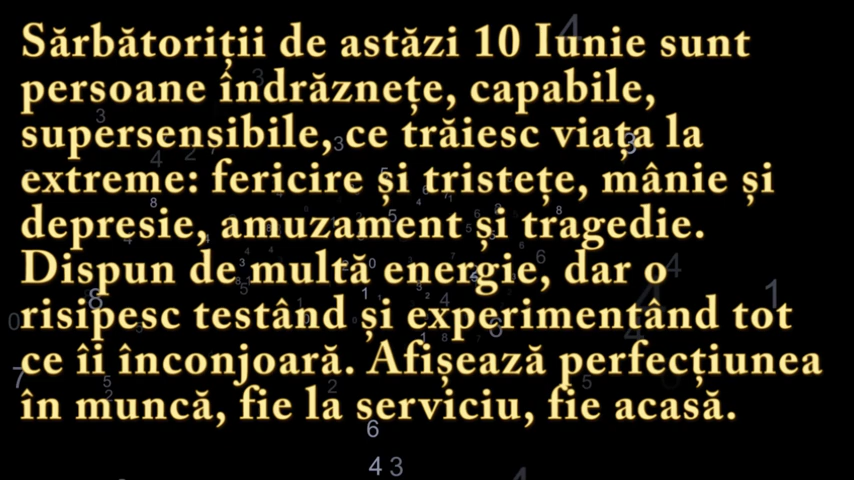 Sărbătoriții de astăzi 10 Iunie sunt
persoane îndrăznețe, capabile,
supersensibile, ce trăiesc viața la
extreme: fericire și tristețe, mânie și
depresie, amuzament și tragedie.
Dispun de multă energie, dar o
risipesc testând și experimentând tot
ce îi înconjoară. Afișează perfecțiunea
în muncă, fie la serviciu, fie acasă.